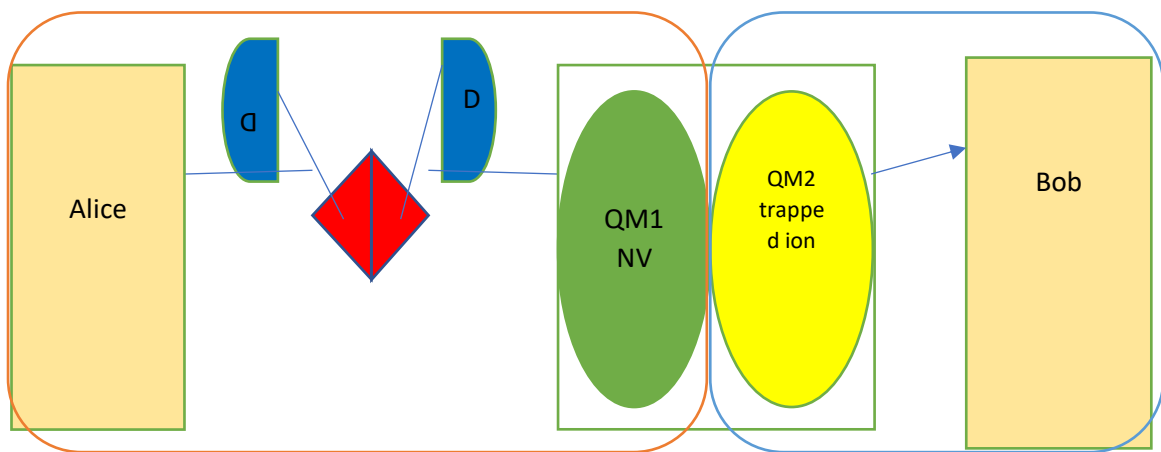 Alice
D
D
QM1
NV
QM2
trappe
d ion
Bob